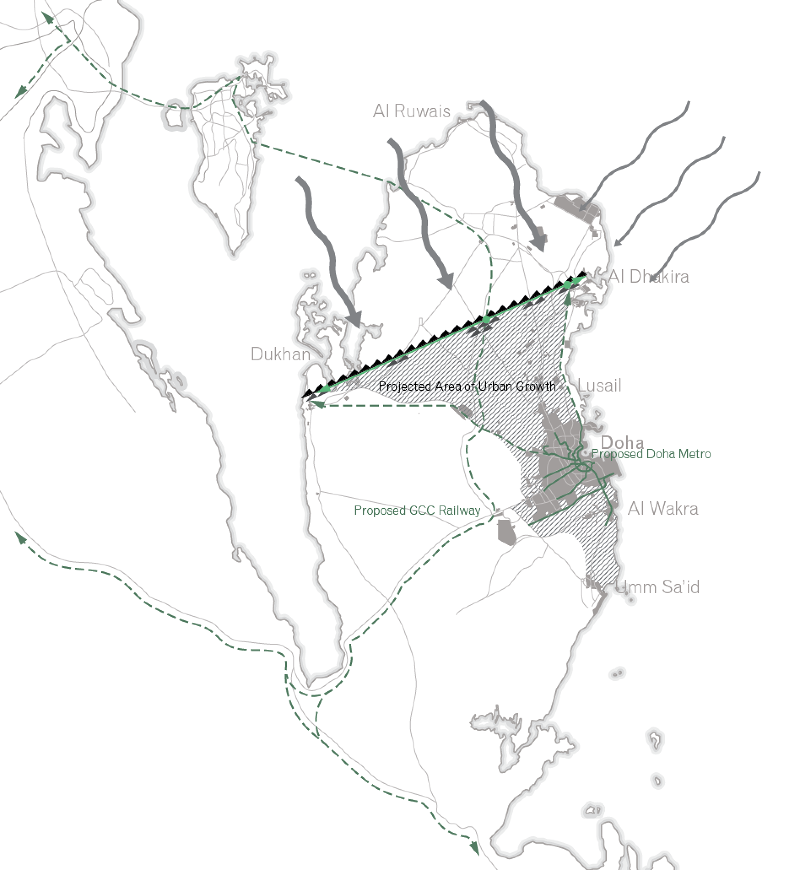 Al Ruwais
Al Dhakira
Dukhan
Projected Area of Urban Growth
Lusail
Doha
Proposed Doha Metro
Proposed GCC Railway
Al Wakra
Umm Sa'id